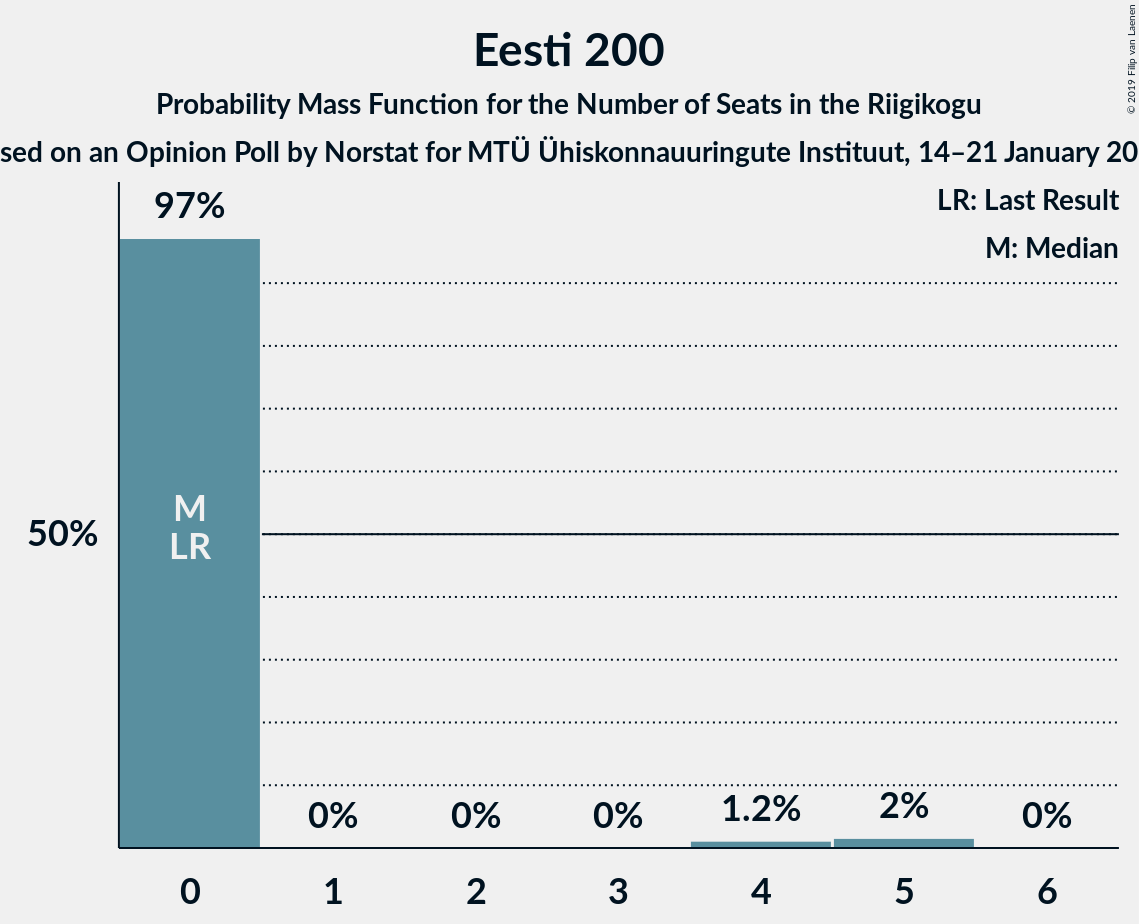 Eesti 200
Probability Mass Function for the Number of Seats in the Riigikogu
sed on an Opinion Poll by Norstat for MTÜ Ühiskonnauuringute Instituut, 14–21 January 20
© 2019 Filip van Laenen
LR: Last Result
M: Median
97%
M
LR
50%
0%
0%
0%
1.2%
2%
0%
0
1
2
3
4
5
6